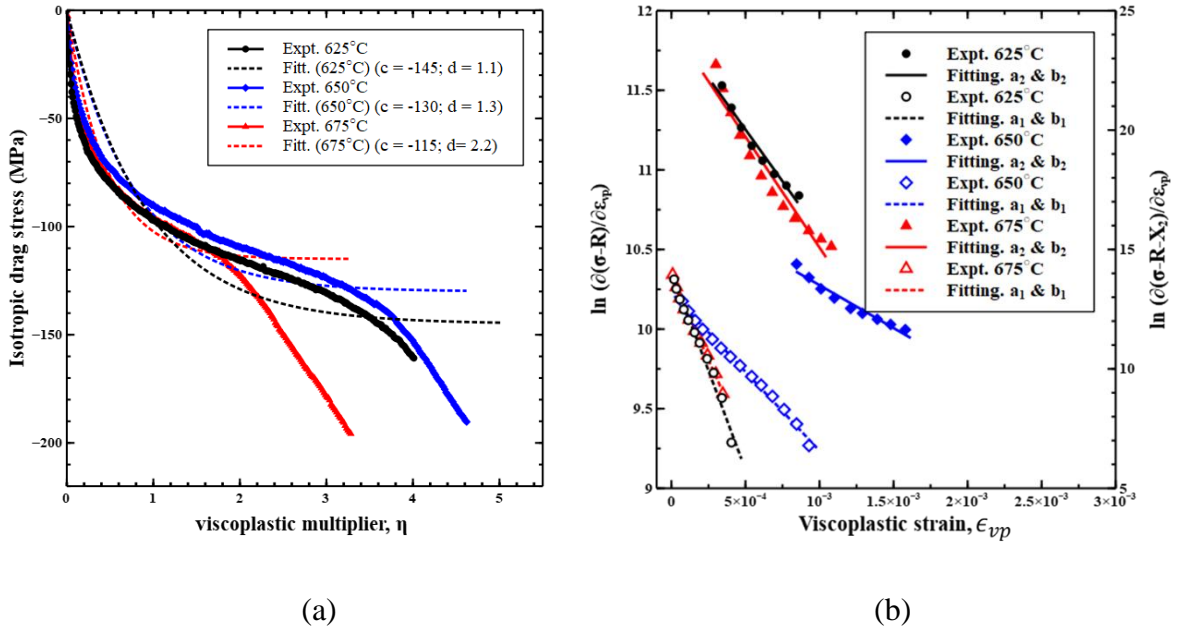 0
−50
−100
−150
−200
0
1
2
3
4
5
Isotropic drag stress (MPa)
viscoplastic multiplier, η
Expt. 625°C
Fitt. (625°C) (c = -145; d = 1.1)
Expt. 650°C
Fitt. (650°C) (c = -130; d = 1.3)
Expt. 675°C
Fitt. (675°C) (c = -115; d= 2.2)
(a)
12
11.5
11
10.5
10
9.5
9
ln (∂(σ-R)/∂ε_vp)
0
5×10⁻⁴
10⁻³
1.5×10⁻³
2×10⁻³
2.5×10⁻³
3×10⁻³
Viscoplastic strain, ϵ_vp
25
20
15
10
5
ln (∂(σ-R-X₂)/∂ε_vp)
Expt. 625°C
Fitting. a₂ & b₂
Expt. 625°C
Fitting. a₁ & b₁
Expt. 650°C
Fitting. a₂ & b₂
Expt. 650°C
Fitting. a₁ & b₁
Expt. 675°C
Fitting. a₂ & b₂
Expt. 675°C
Fitting. a₁ & b₁
(b)